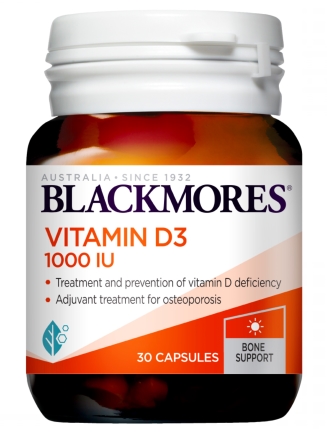 AUSTRALIA • SINCE 1932
BLACKMORES®
VITAMIN D3
1000 IU
• Treatment and prevention of vitamin D deficiency
• Adjuvant treatment for osteoporosis
30 CAPSULES
BONE
SUPPORT